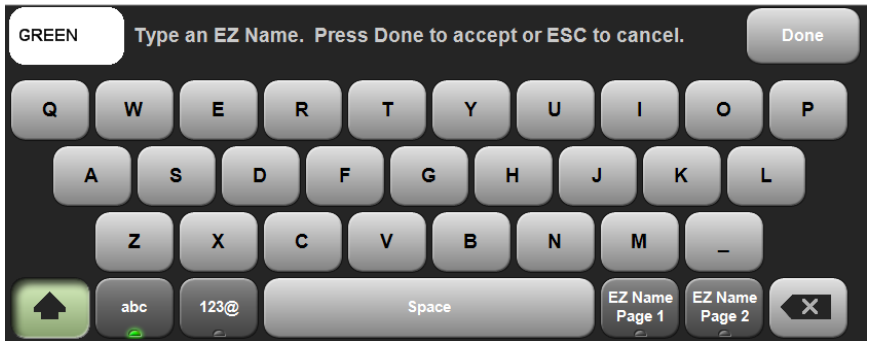 GREEN Type an EZ Name. Press Done to accept or ESC to cancel. Done
Q W E R T Y U I O P
A S D F G H J K L
Z X C V B N M _
abc 123@ Space EZ Name Page 1 EZ Name Page 2